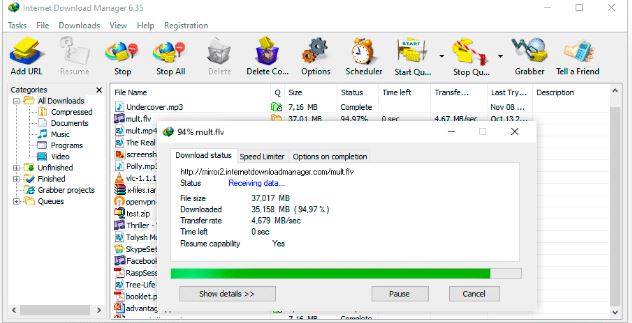 Internet Download Manager 6.35
Tasks File Downloads View Help Registration
Add URL Resume Stop Stop All Delete Delete Co... Options Scheduler Start Qu... Stop Qu... Grabber Tell a Friend
Categories
All Downloads
Compressed
Documents
Music
Programs
Video
Unfinished
Finished
Grabber projects
Queues
File Name Q Size Status Time left Transfe... Last Try... Description
Undercover.mp3 7,16 MB Complete Nov 08 ...
mult.flv 37,01 MB 94,97% 0 sec 4,67 MB/sec Oct 13 2...
mult.mp4
The Real
screensho
Polly.mp3
vlc-1.1.1
x-files.rar
openvpn-
test.zip
Thriller -
Tolysh M
SkypeSet
Facebook
RaspSess
Tree-Life
booklet.p
advantag
94% mult.flv
Download status Speed Limiter Options on completion
http://mirror2.internetdownloadmanager.com/mult.flv
Status Receiving data...
File size 37,017 MB
Downloaded 35,158 MB ( 94,97 % )
Transfer rate 4,679 MB/sec
Time left 0 sec
Resume capability Yes
Show details >> Pause Cancel